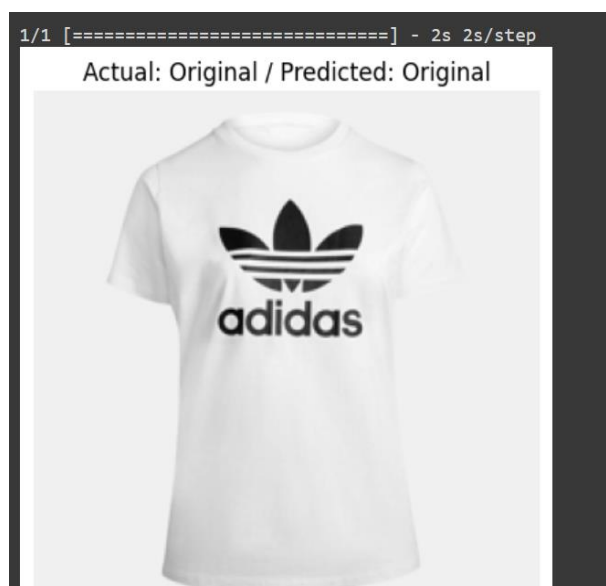 1/1 [==============================] - 2s 2s/step
Actual: Original / Predicted: Original
adidas